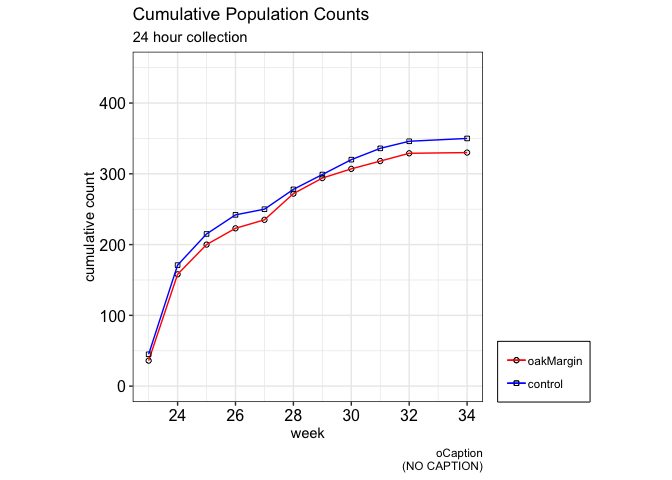 Cumulative Population Counts
24 hour collection
cumulative count
400
300
200
100
0
24 26 28 30 32 34
week
oakMargin
control
oCaption
(NO CAPTION)